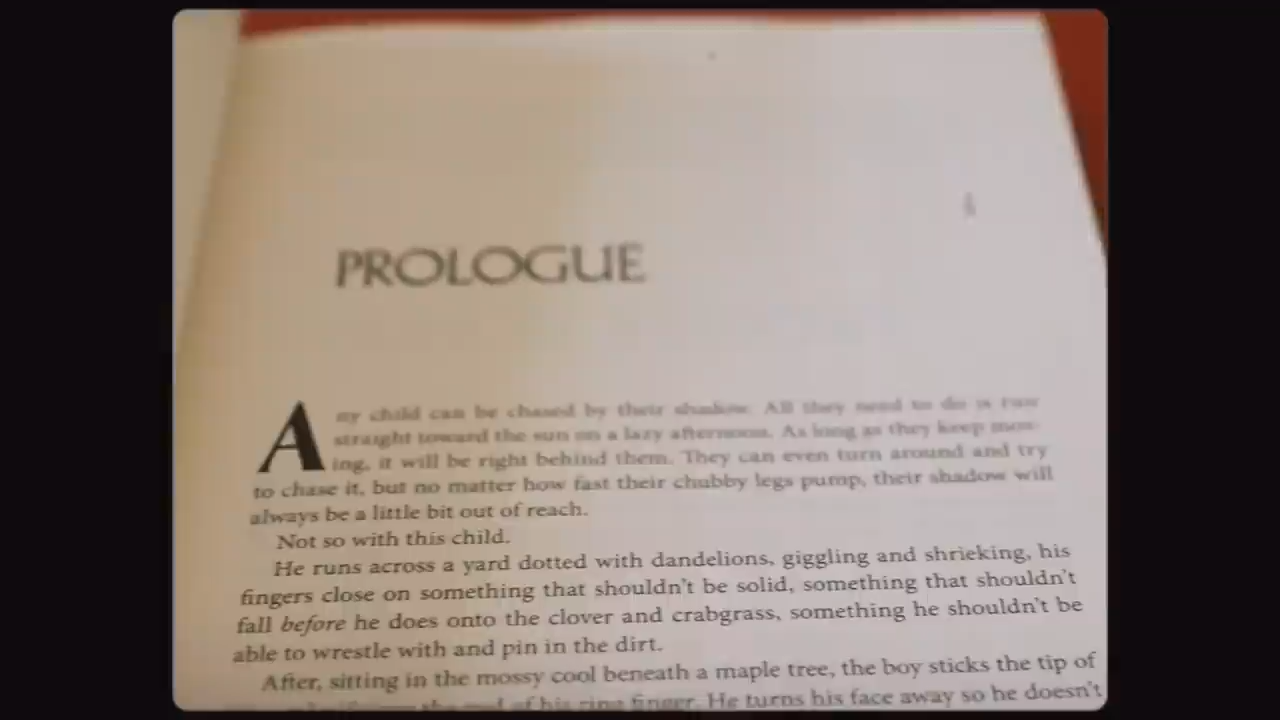 PROLOGUE
Any child can be chased by their shadow. All they need to do is run
straight toward the sun on a lazy afternoon. As long as they keep mov-
ing, it will be right behind them. They can even turn around and try
to chase it, but no matter how fast their chubby legs pump, their shadow will
always be a little bit out of reach.
Not so with this child.
He runs across a yard dotted with dandelions, giggling and shrieking, his
fingers close on something that shouldn't be solid, something that shouldn't
fall before he does onto the clover and crabgrass, something he shouldn't be
able to wrestle with and pin in the dirt.
After, sitting in the mossy cool beneath a maple tree, the boy sticks the tip of
of his ring finger. He turns his face away so he doesn't